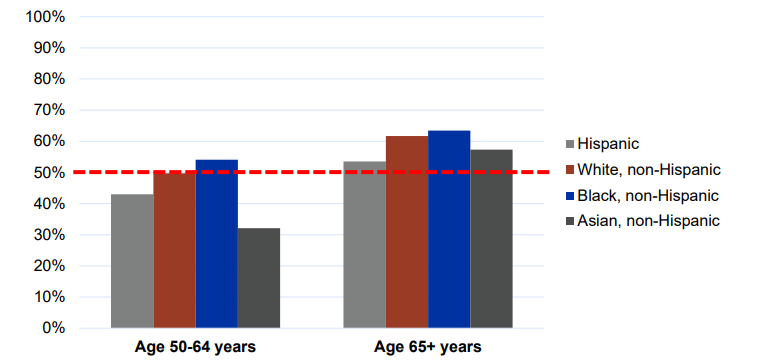 100%
90%
80%
70%
60%
50%
40%
30%
20%
10%
0%
Age 50-64 years
Age 65+ years
Hispanic
White, non-Hispanic
Black, non-Hispanic
Asian, non-Hispanic